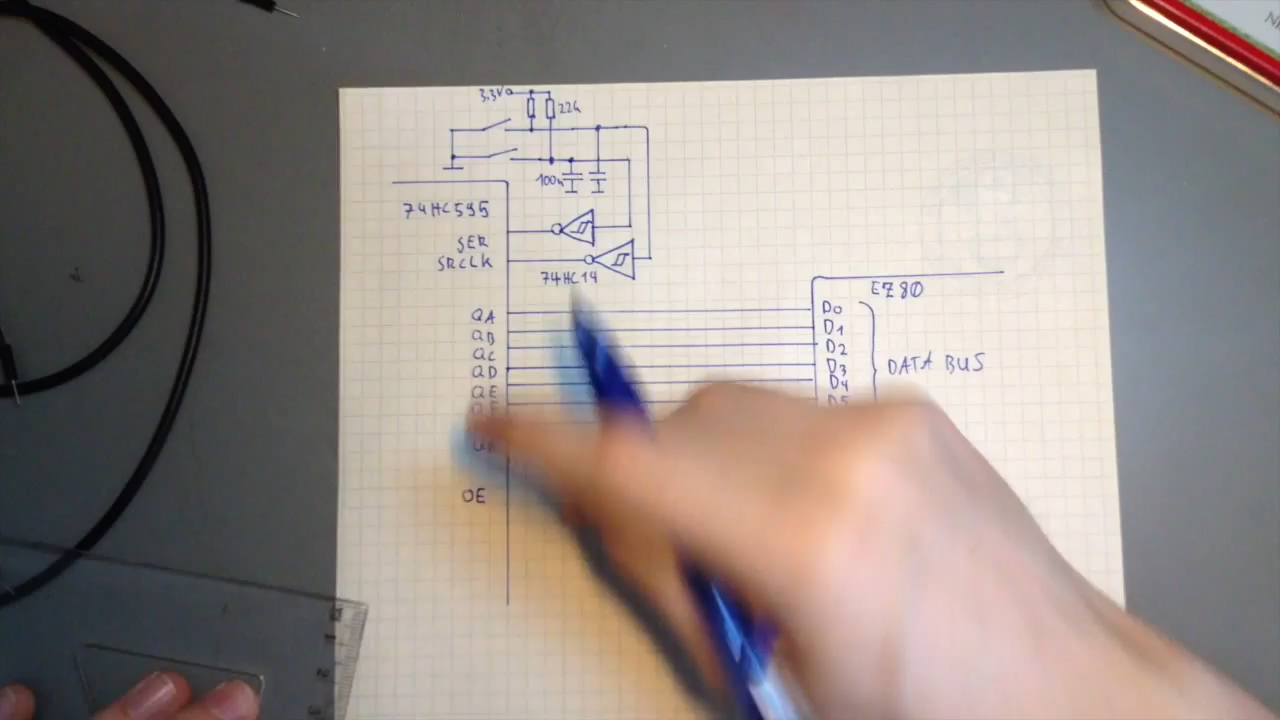 3.3V
22k
100n
74HC595
SER
SRCLK
74HC14
EZ80
QA
QB
QC
QD
QE
D0
D1
D2
D3
D4
D5
DATA BUS
OE